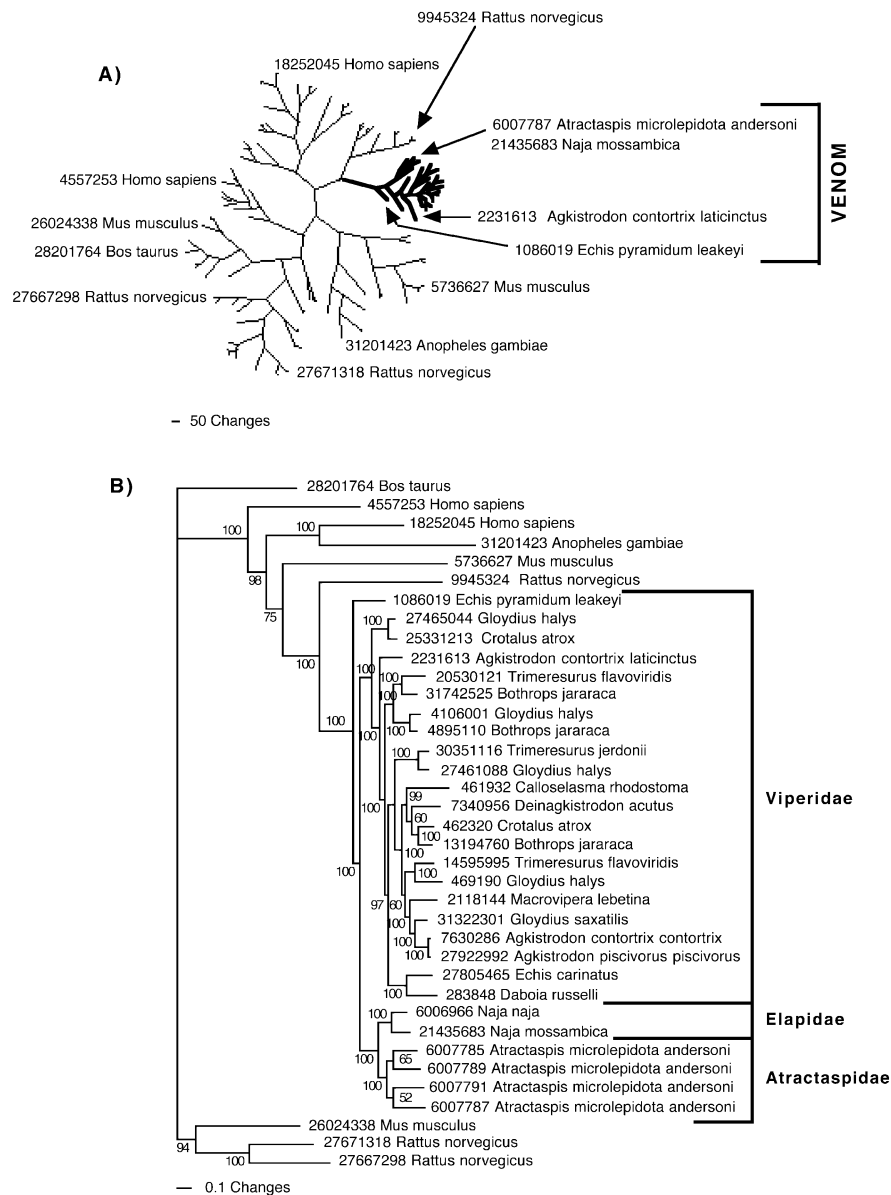 9945324 Rattus norvegicus
A)
18252045 Homo sapiens
6007787 Atractaspis microlepidota andersoni
21435683 Naja mossambica
VENOM
4557253 Homo sapiens
26024338 Mus musculus
2231613 Agkistrodon contortrix laticinctus
28201764 Bos taurus
1086019 Echis pyramidum leakeyi
27667298 Rattus norvegicus
5736627 Mus musculus
31201423 Anopheles gambiae
27671318 Rattus norvegicus
50 Changes
B)
28201764 Bos taurus
4557253 Homo sapiens
100
100
18252045 Homo sapiens
31201423 Anopheles gambiae
98
5736627 Mus musculus
9945324 Rattus norvegicus
75
1086019 Echis pyramidum leakeyi
100
27465044 Gloydius halys
100
25331213 Crotalus atrox
100
2231613 Agkistrodon contortrix laticinctus
100
20530121 Trimeresurus flavoviridis
100
31742525 Bothrops jararaca
4106001 Gloydius halys
100
100
100
4895110 Bothrops jararaca
100
30351116 Trimeresurus jerdonii
27461088 Gloydius halys
461932 Calloselasma rhodostoma
99
Viperidae
100
7340956 Deinagkistrodon acutus
60
462320 Crotalus atrox
100
13194760 Bothrops jararaca
100
14595995 Trimeresurus flavoviridis
100
100
469190 Gloydius halys
97
60
2118144 Macrovipera lebetina
100
31322301 Gloydius saxatilis
100
7630286 Agkistrodon contortrix contortrix
100
27922992 Agkistrodon piscivorus piscivorus
27805465 Echis carinatus
100
283848 Daboia russelli
100
6006966 Naja naja
Elapidae
21435683 Naja mossambica
100
6007785 Atractaspis microlepidota andersoni
65
6007789 Atractaspis microlepidota andersoni
Atractaspidae
100
6007791 Atractaspis microlepidota andersoni
52
6007787 Atractaspis microlepidota andersoni
26024338 Mus musculus
94
27671318 Rattus norvegicus
100
27667298 Rattus norvegicus
0.1 Changes